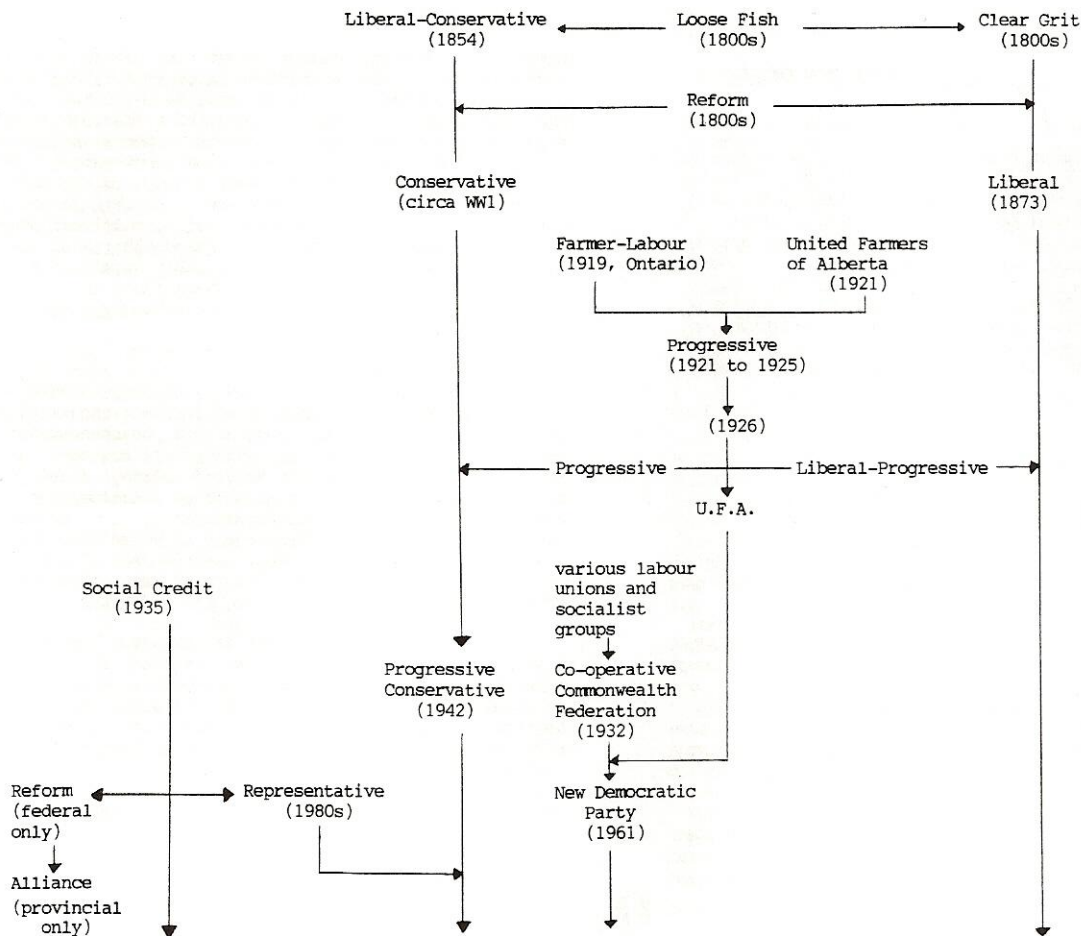 Liberal-Conservative
(1854)
Loose Fish
(1800s)
Clear Grit
(1800s)
Reform
(1800s)
Conservative
(circa WW1)
Liberal
(1873)
Farmer-Labour
(1919, Ontario)
United Farmers
of Alberta
(1921)
Progressive
(1921 to 1925)
(1926)
Progressive
Liberal-Progressive
U.F.A.
various labour
unions and
socialist
groups
Social Credit
(1935)
Progressive
Conservative
(1942)
Co-operative
Commonwealth
Federation
(1932)
Reform
(federal
only)
Representative
(1980s)
New Democratic
Party
(1961)
Alliance
(provincial
only)